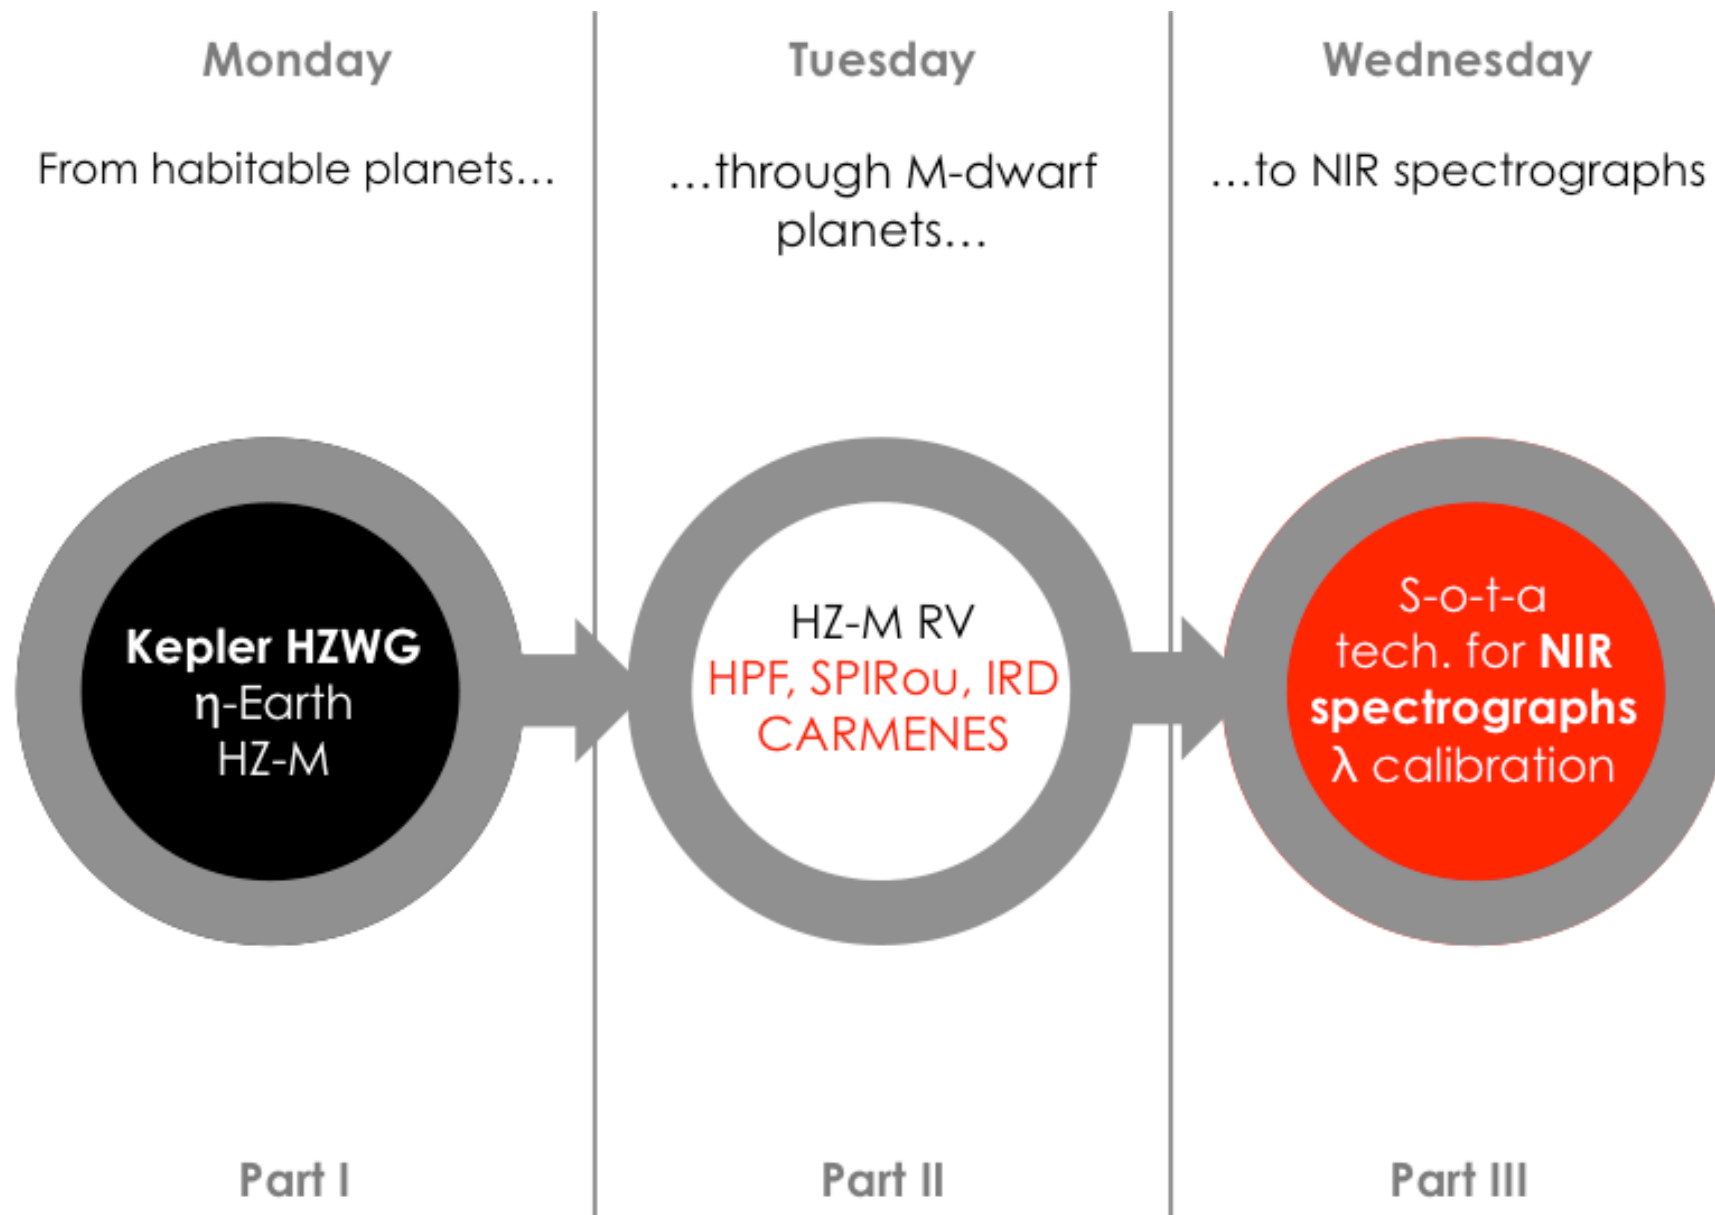 Monday
From habitable planets...
Kepler HZWG
η-Earth
HZ-M
Part I
Tuesday
...through M-dwarf
planets...
HZ-M RV
HPF, SPIRou, IRD
CARMENES
Part II
Wednesday
...to NIR spectrographs
S-o-t-a
tech. for NIR
spectrographs
λ calibration
Part III